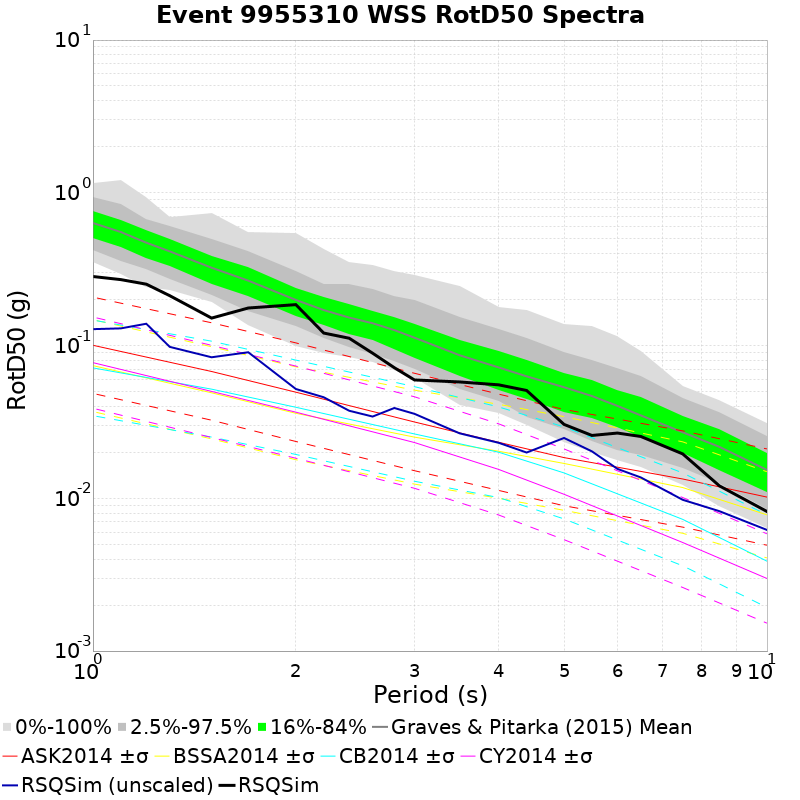 Event 9955310 WSS RotD50 Spectra
10^1
10^0
10^-1
10^-2
10^-3
RotD50 (g)
10^0 2 3 4 5 6 7 8 9 10^1
Period (s)
0%-100% 2.5%-97.5% 16%-84% Graves & Pitarka (2015) Mean
ASK2014 ±σ BSSA2014 ±σ CB2014 ±σ CY2014 ±σ
RSQSim (unscaled) RSQSim